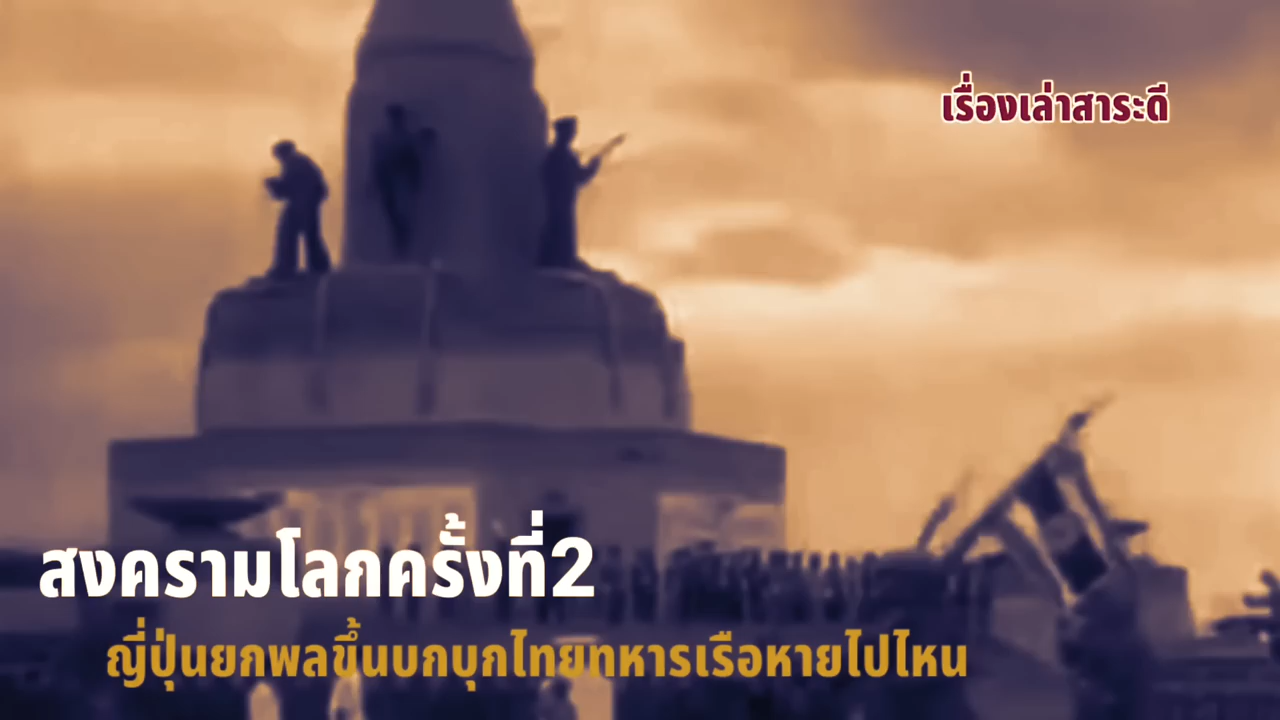 เรื่องเล่าสาระดี
สงครามโลกครั้งที่2
ญี่ปุ่นยกพลขึ้นบกบุกไทยทหารเรือหายไปไหน